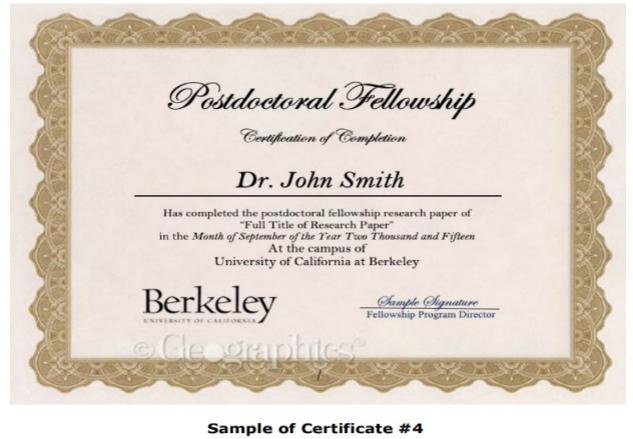 Postdoctoral Fellowship
Certification of Completion
Dr. John Smith
Has completed the postdoctoral fellowship research paper of
"Full Title of Research Paper"
in the Month of September of the Year Two Thousand and Fifteen
At the campus of
University of California at Berkeley
Berkeley
UNIVERSITY OF CALIFORNIA
Sample Signature
Fellowship Program Director
© Geographics®
Sample of Certificate #4